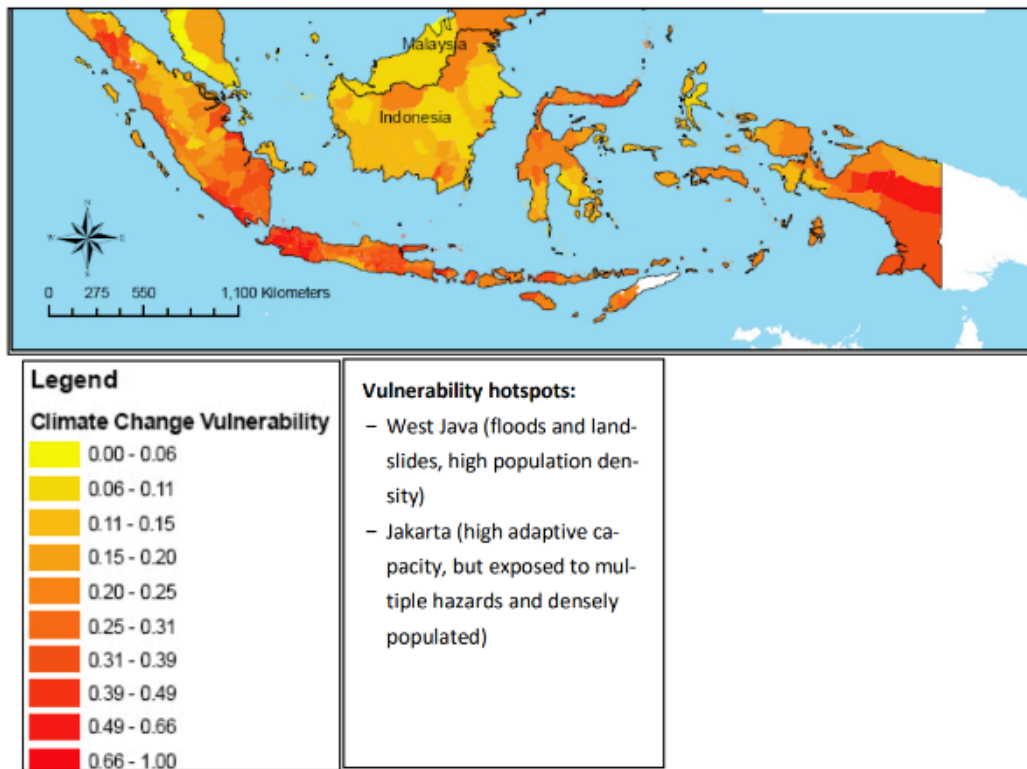 Malaysia
Indonesia
N
W
E
S
0 275 550 1,100 Kilometers
Legend
Climate Change Vulnerability
0.00 - 0.06
0.06 - 0.11
0.11 - 0.15
0.15 - 0.20
0.20 - 0.25
0.25 - 0.31
0.31 - 0.39
0.39 - 0.49
0.49 - 0.66
0.66 - 1.00
Vulnerability hotspots:
– West Java (floods and land-
slides, high population den-
sity)
– Jakarta (high adaptive ca-
pacity, but exposed to mul-
tiple hazards and densely
populated)